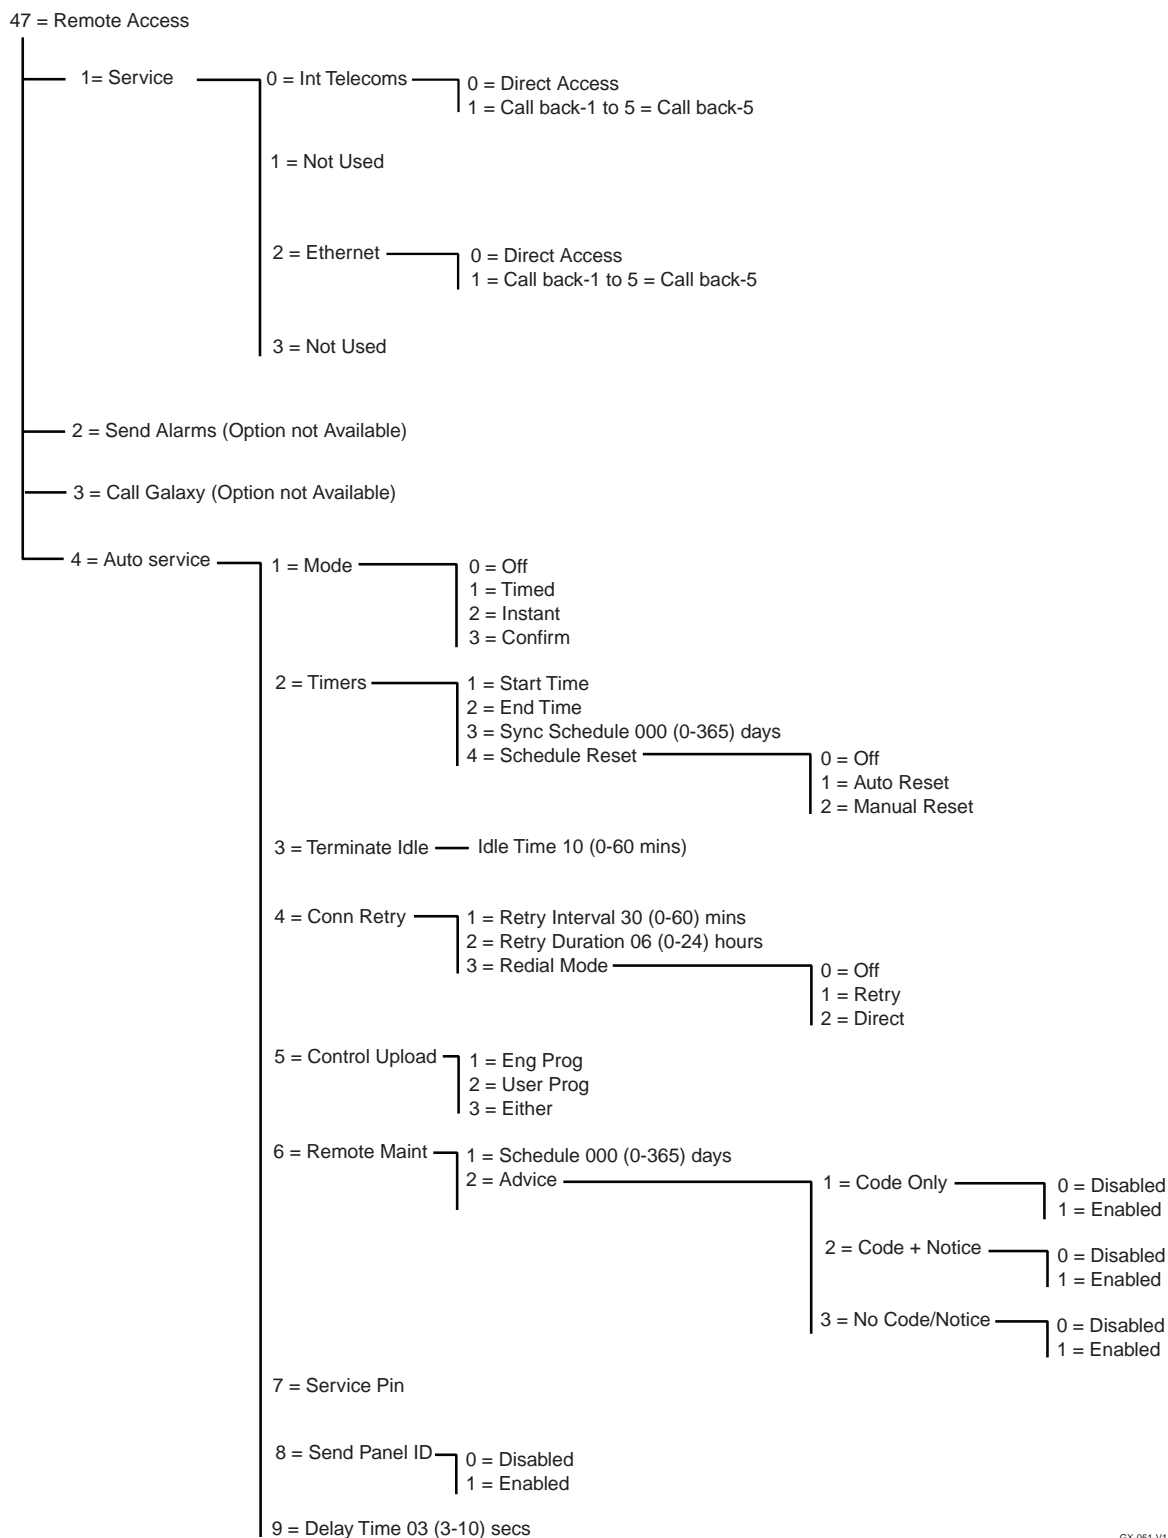 47 = Remote Access
1= Service
0 = Int Telecoms
0 = Direct Access
1 = Call back-1 to 5 = Call back-5
1 = Not Used
2 = Ethernet
0 = Direct Access
1 = Call back-1 to 5 = Call back-5
3 = Not Used
2 = Send Alarms (Option not Available)
3 = Call Galaxy (Option not Available)
4 = Auto service
1 = Mode
0 = Off
1 = Timed
2 = Instant
3 = Confirm
2 = Timers
1 = Start Time
2 = End Time
3 = Sync Schedule 000 (0-365) days
4 = Schedule Reset
0 = Off
1 = Auto Reset
2 = Manual Reset
3 = Terminate Idle
Idle Time 10 (0-60 mins)
4 = Conn Retry
1 = Retry Interval 30 (0-60) mins
2 = Retry Duration 06 (0-24) hours
3 = Redial Mode
0 = Off
1 = Retry
2 = Direct
5 = Control Upload
1 = Eng Prog
2 = User Prog
3 = Either
6 = Remote Maint
1 = Schedule 000 (0-365) days
2 = Advice
1 = Code Only
0 = Disabled
1 = Enabled
2 = Code + Notice
0 = Disabled
1 = Enabled
3 = No Code/Notice
0 = Disabled
1 = Enabled
7 = Service Pin
8 = Send Panel ID
0 = Disabled
1 = Enabled
9 = Delay Time 03 (3-10) secs
GX-051-V1